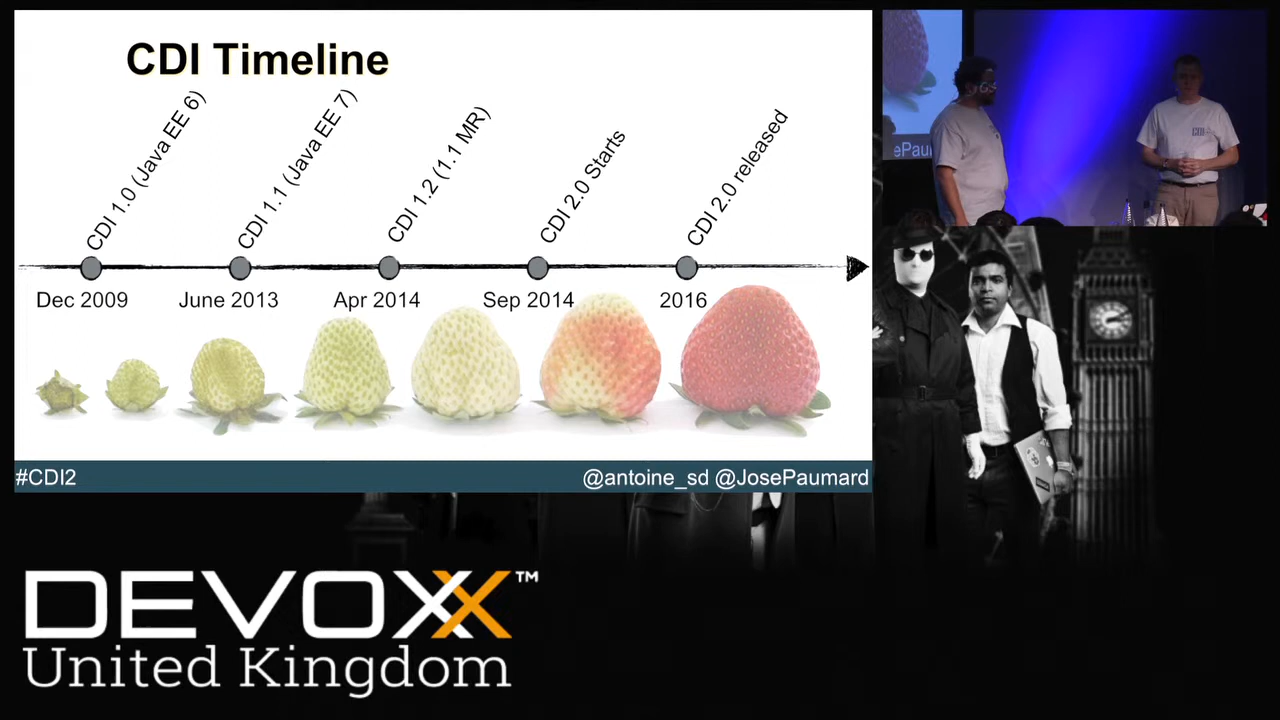 CDI Timeline
CDI 1.0 (Java EE 6)
CDI 1.1 (Java EE 7)
CDI 1.2 (1.1 MR)
CDI 2.0 Starts
CDI 2.0 released
Dec 2009
June 2013
Apr 2014
Sep 2014
2016
#CDI2
@antoine_sd @JosePaumard
ePau
CDI
DEVOXX™
United Kingdom